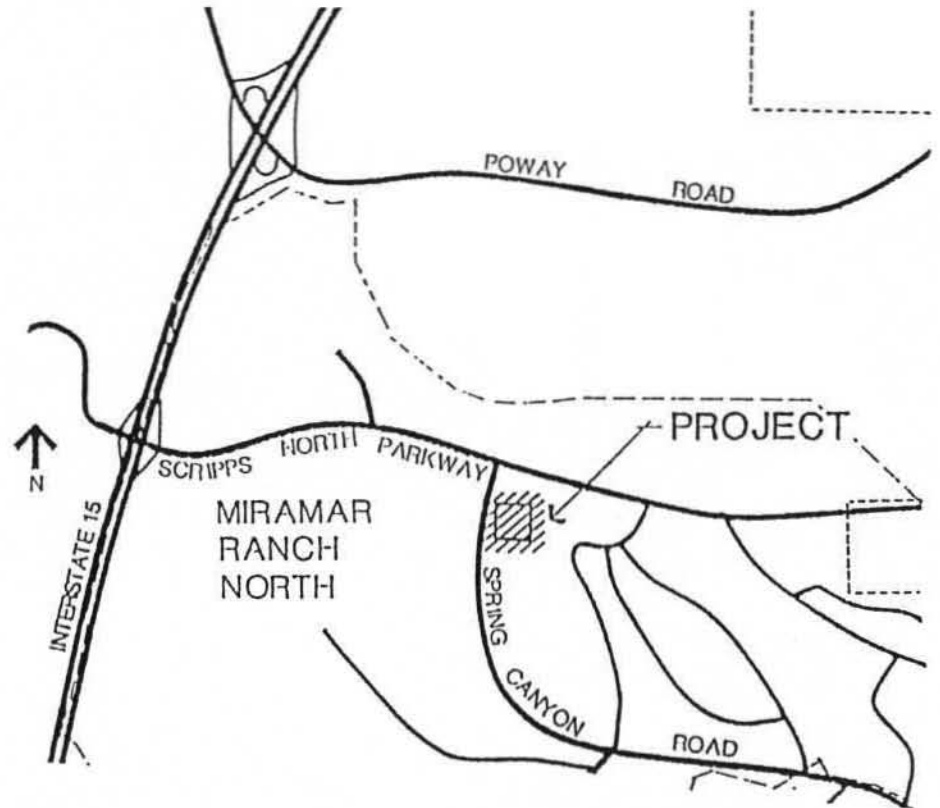 POWAY ROAD
PROJECT
SCRIPPS NORTH PARKWAY
N
MIRAMAR
RANCH
NORTH
INTERSTATE 15
SPRING CANYON ROAD